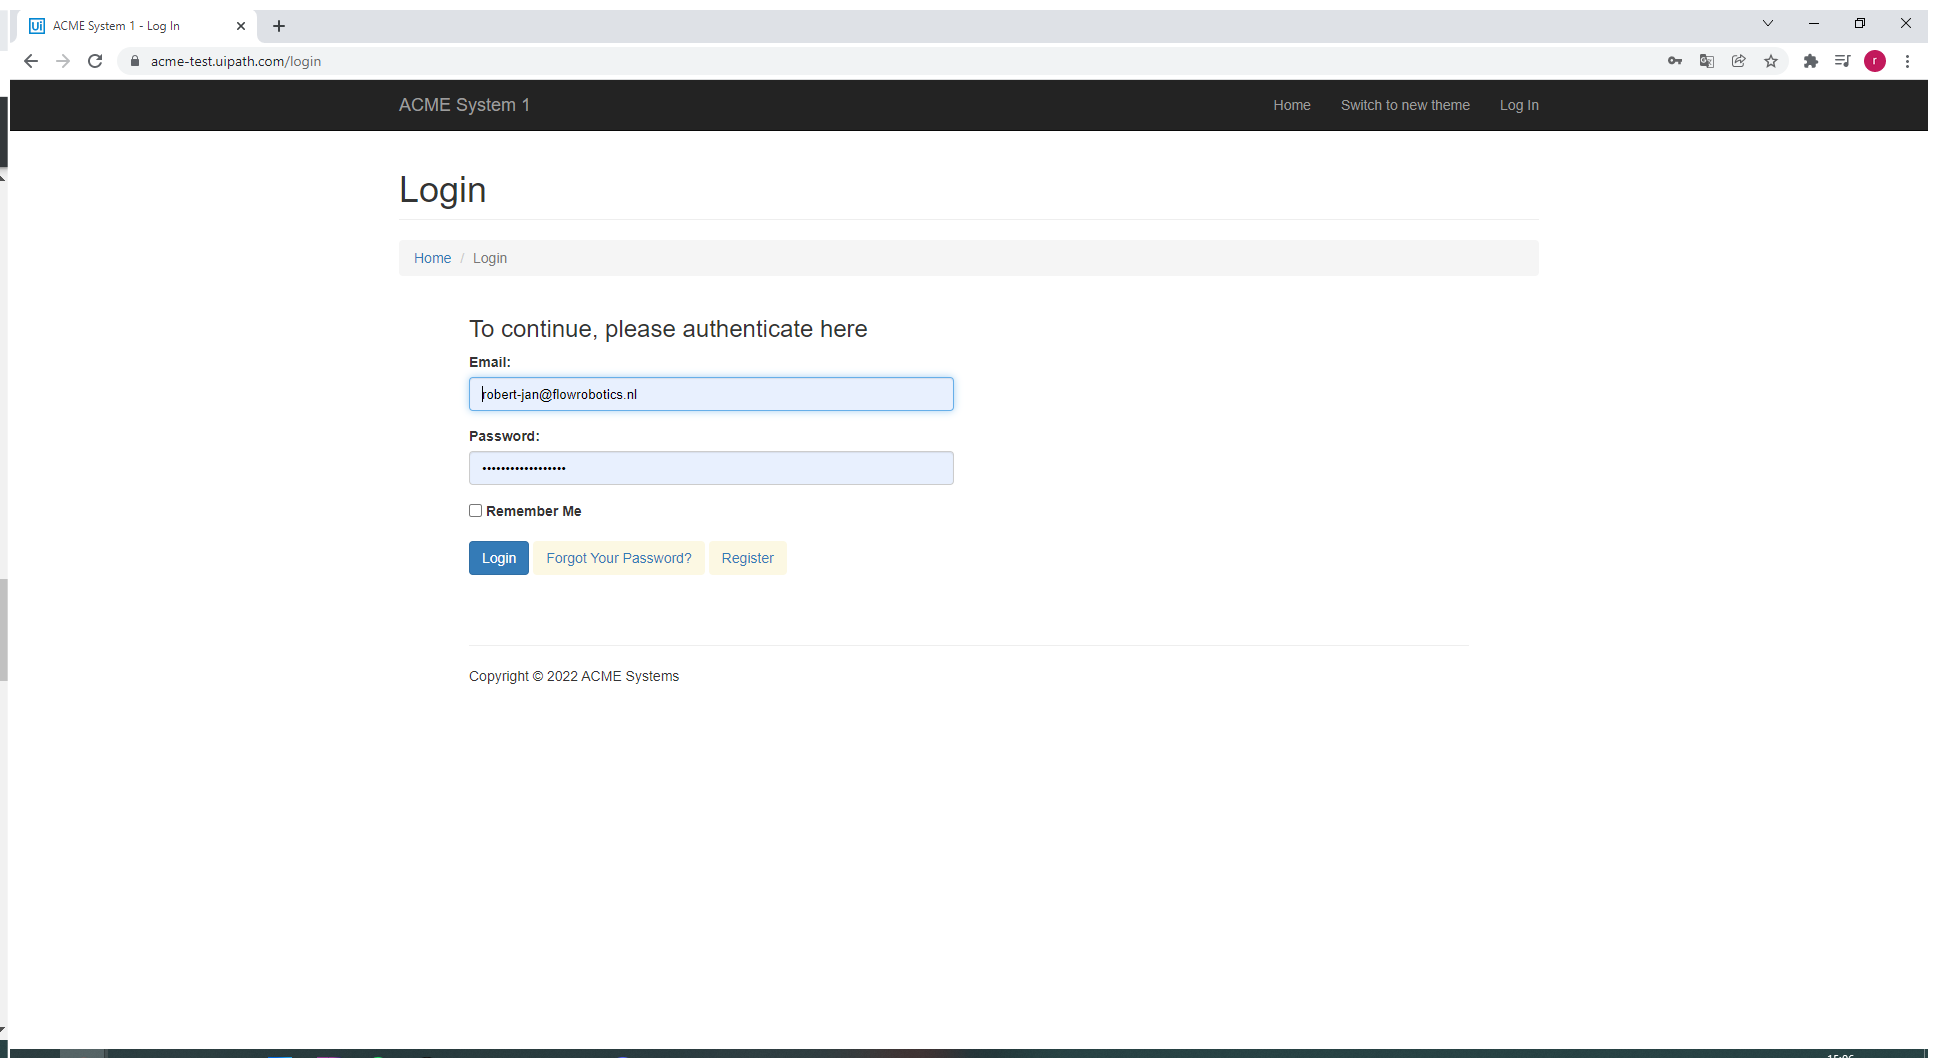 Ui ACME System 1 - Log In
acme-test.uipath.com/login
r
ACME System 1 Home Switch to new theme Log In
Login
Home / Login
To continue, please authenticate here
Email:
robert-jan@flowrobotics.nl
Password:
••••••••••••••••••
Remember Me
Login Forgot Your Password? Register
Copyright © 2022 ACME Systems